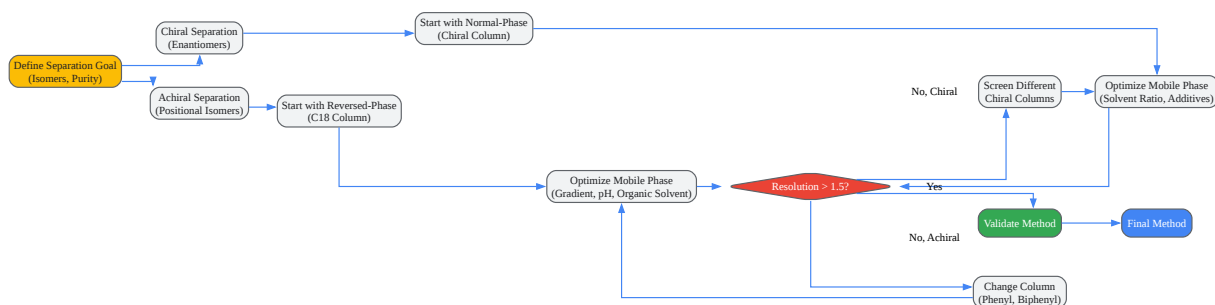 Define Separation Goal
(Isomers, Purity)
Chiral Separation
(Enantiomers)
Achiral Separation
(Positional Isomers)
Start with Normal-Phase
(Chiral Column)
Start with Reversed-Phase
(C18 Column)
Optimize Mobile Phase
(Gradient, pH, Organic Solvent)
Resolution > 1.5?
No, Chiral
Screen Different
Chiral Columns
Optimize Mobile Phase
(Solvent Ratio, Additives)
Yes
Validate Method
Final Method
No, Achiral
Change Column
(Phenyl, Biphenyl)